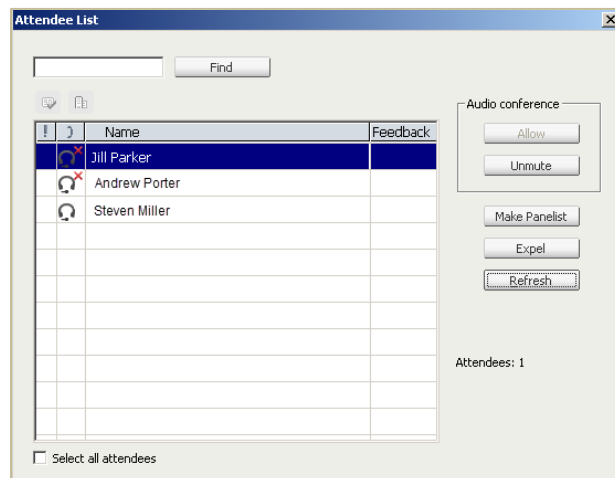 Attendee List
Find
Audio conference
! Name Feedback
Allow
Jill Parker
Unmute
Andrew Porter
Steven Miller
Make Panelist
Expel
Refresh
Attendees: 1
Select all attendees